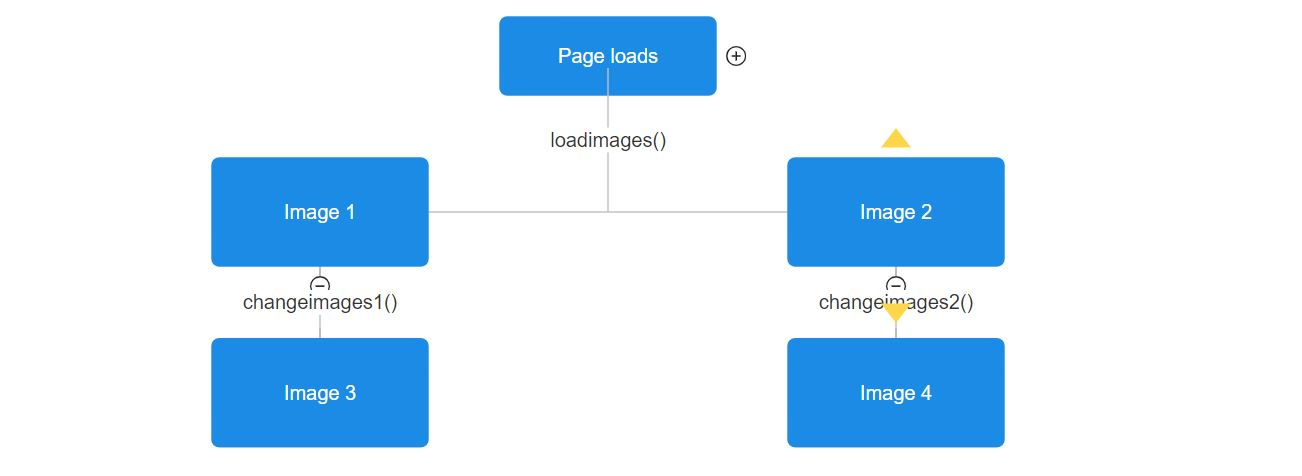 Page loads
loadimages()
Image 1
Image 2
changeimages1()
changeimages2()
Image 3
Image 4